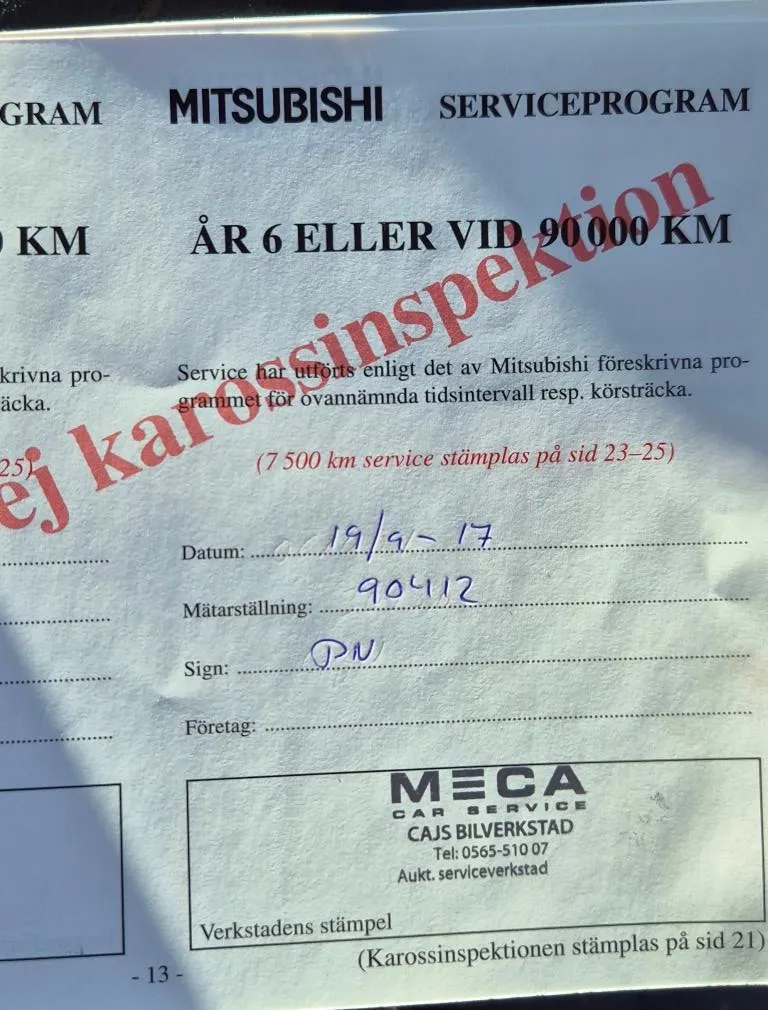 GRAM
MITSUBISHI
SERVICEPROGRAM
KM
ÅR 6 ELLER VID 90 000 KM
ej karossinspektion
krivna pro-
äcka.
Service har utförts enligt det av Mitsubishi föreskrivna pro-
grammet för ovannämnda tidsintervall resp. körsträcka.
25)
(7 500 km service stämplas på sid 23–25)
Datum: 19/9- 17
Mätarställning: 90412
Sign: PN
Företag:
MECA
CAR SERVICE
CAJS BILVERKSTAD
Tel: 0565-510 07
Aukt. serviceverkstad
Verkstadens stämpel
- 13 -
(Karossinspektionen stämplas på sid 21)